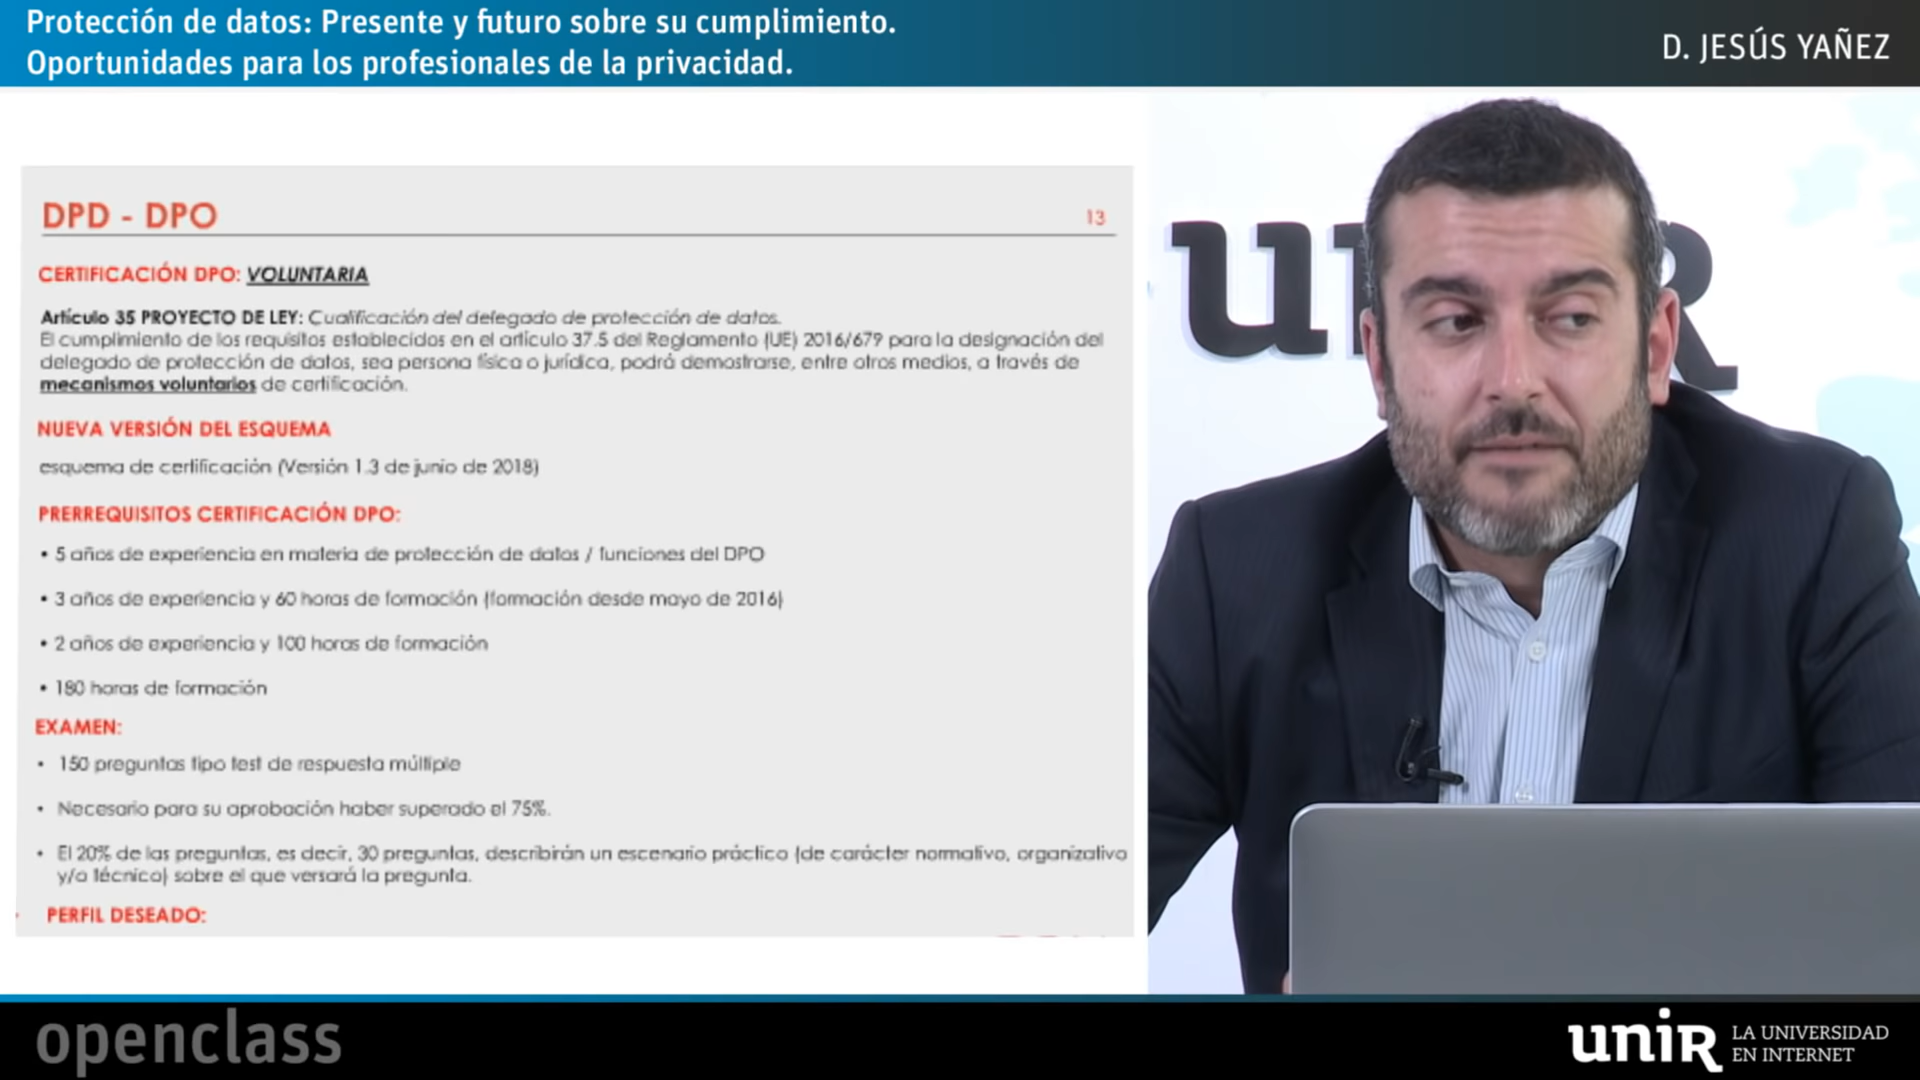 Protección de datos: Presente y futuro sobre su cumplimiento.
Oportunidades para los profesionales de la privacidad.
D. JESÚS YAÑEZ
DPD - DPO
13
CERTIFICACIÓN DPO: VOLUNTARIA
Artículo 35 PROYECTO DE LEY: Cualificación del delegado de protección de datos.
El cumplimiento de los requisitos establecidos en el artículo 37.5 del Reglamento (UE) 2016/679 para la designación del
delegado de protección de datos, sea persona física o jurídica, podrá demostrarse, entre otros medios, a través de
mecanismos voluntarios de certificación.
NUEVA VERSIÓN DEL ESQUEMA
esquema de certificación (Versión 1.3 de junio de 2018)
PRERREQUISITOS CERTIFICACIÓN DPO:
• 5 años de experiencia en materia de protección de datos / funciones del DPO
• 3 años de experiencia y 60 horas de formación (formación desde mayo de 2016)
• 2 años de experiencia y 100 horas de formación
• 180 horas de formación
EXAMEN:
• 150 preguntas tipo test de respuesta múltiple
• Necesario para su aprobación haber superado el 75%.
• El 20% de las preguntas, es decir, 30 preguntas, describirán un escenario práctico (de carácter normativo, organizativo
y/o técnico) sobre el que versará la pregunta.
PERFIL DESEADO:
openclass
unir LA UNIVERSIDAD
EN INTERNET